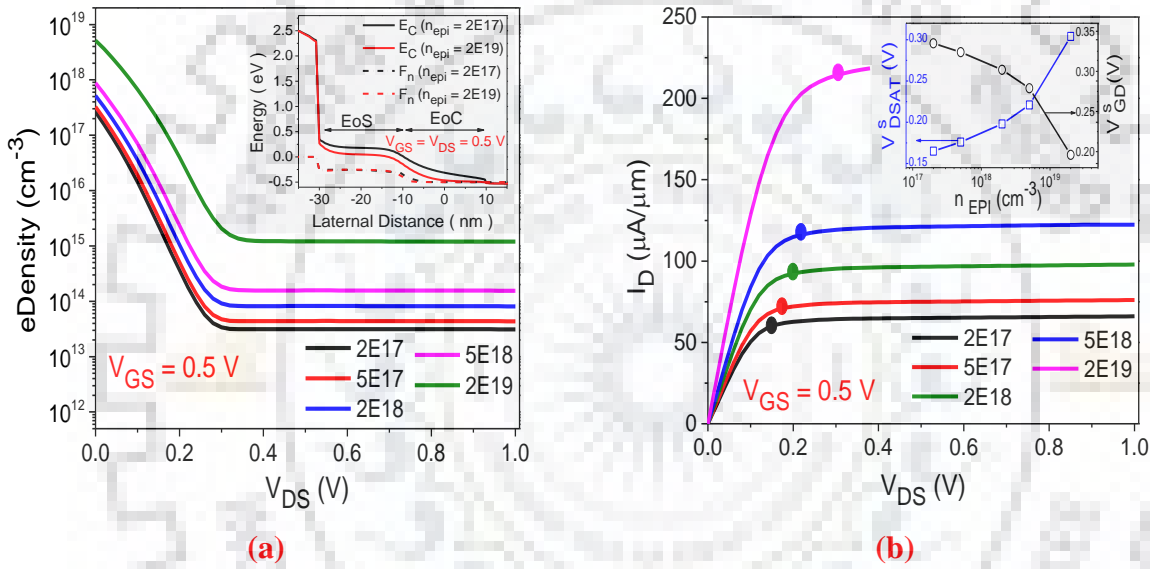 eDensity (cm-3)
10^19
10^18
10^17
10^16
10^15
10^14
10^13
10^12
0.0 0.2 0.4 0.6 0.8 1.0
V_DS (V)
V_GS = 0.5 V
2E17
5E17
2E18
5E18
2E19
Energy ( eV )
2.5
2.0
1.5
1.0
0.5
0.0
-0.5
-30 -20 -10 0 10
Laternal Distance ( nm )
E_C ( n_epi = 2E17)
E_C (n_epi = 2E19)
F_n (n_epi = 2E17)
F_n (n_epi = 2E19)
EoS EoC
V_GS = V_DS = 0.5 V
(a)
I_D (μA/μm)
250
200
150
100
50
0
0.0 0.2 0.4 0.6 0.8 1.0
V_DS (V)
V_GS = 0.5 V
2E17
5E17
2E18
5E18
2E19
V^s_DSAT (V)
0.30
0.25
0.20
0.15
10^17 10^18 10^19
n_EPI (cm-3)
0.35
0.30
0.25
0.20
V^s_GD(V)
(b)